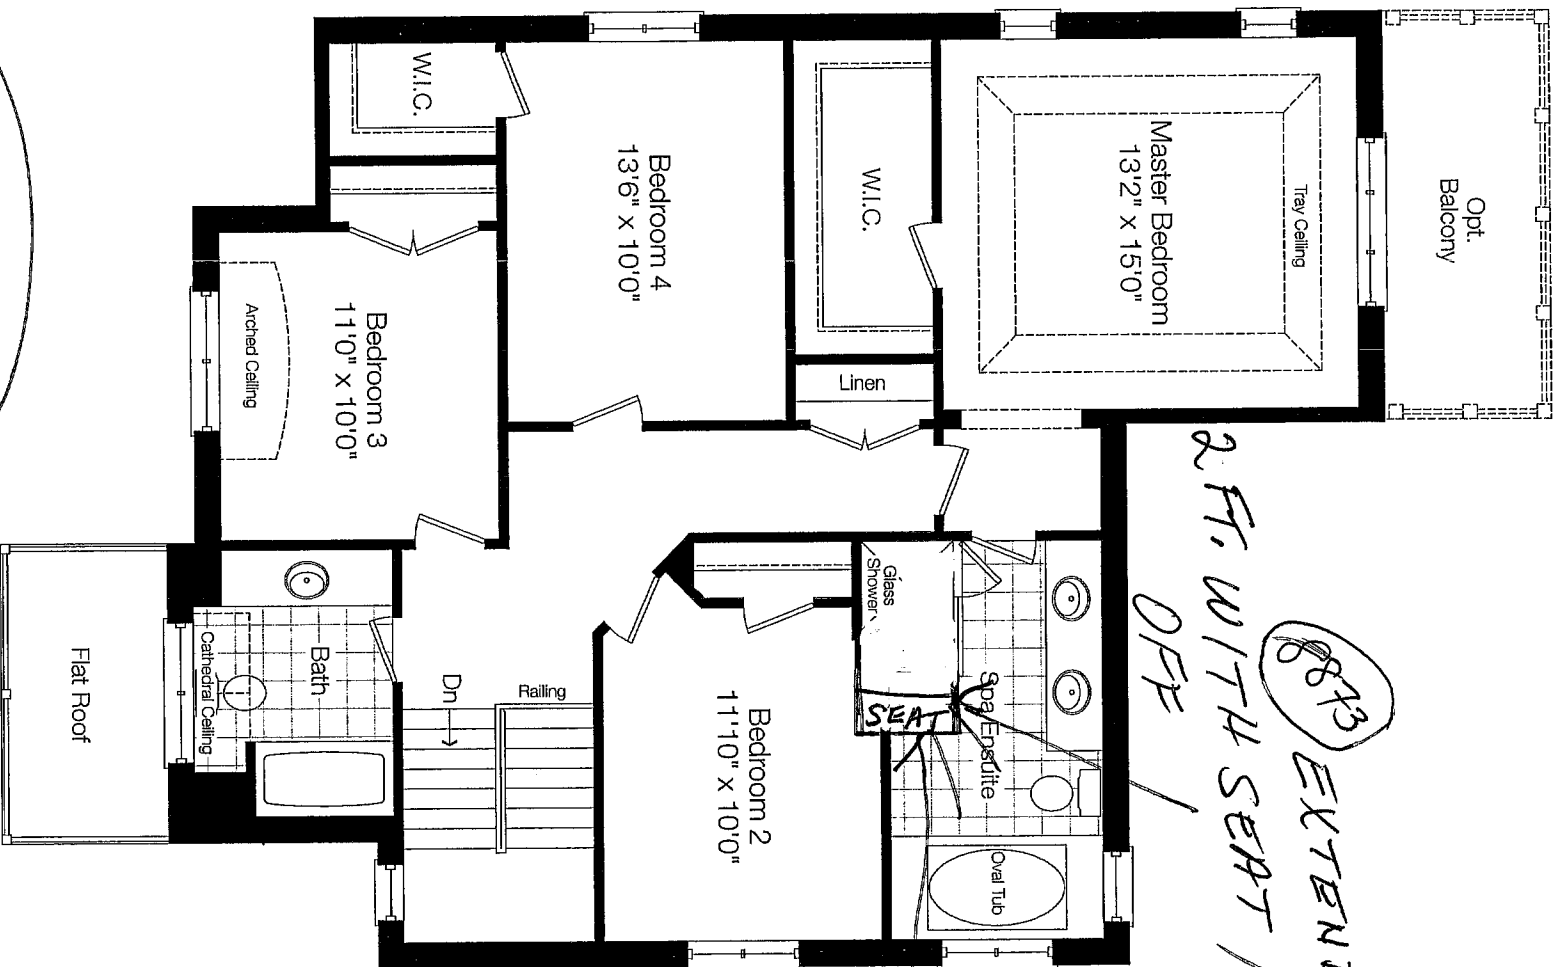 Opt.
Balcony
Tray Ceiling
Master Bedroom
13'2" x 15'0"
W.I.C.
Linen
Bedroom 4
13'6" x 10'0"
W.I.C.
Bedroom 3
11'0" x 10'0"
Arched Ceiling
8873
2 FT. WITH SEAT
OFF
Glass
Shower
SEAT
Spa Ensuite
Oval Tub
Bedroom 2
11'10" x 10'0"
Railing
Dn
Bath
Cathedral Ceiling
Flat Roof